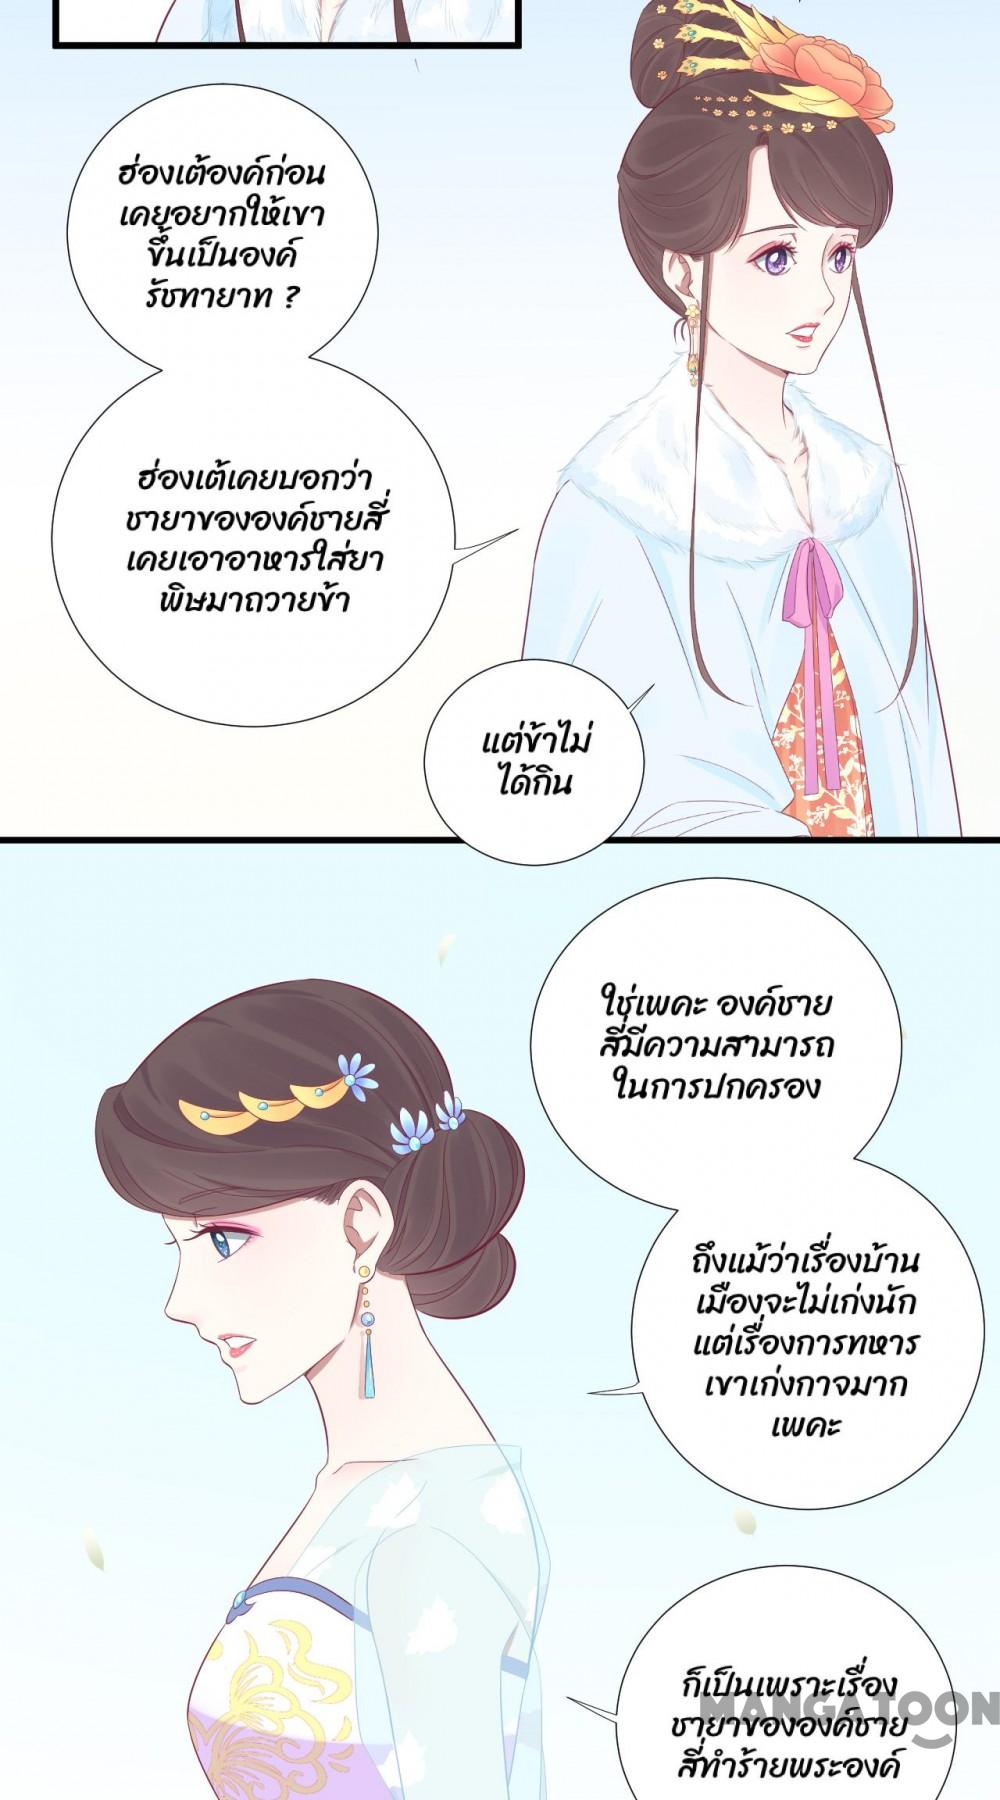 ฮ่องเต้องค์ก่อน
เคยอยากให้เขา
ขึ้นเป็นองค์
รัชทายาท ?
ฮ่องเต้เคยบอกว่า
ชายาขององค์ชายสี่
เคยเอาอาหารใส่ยา
พิษมาถวายข้า
แต่ข้าไม่
ได้กิน
ใช่เพคะ องค์ชาย
สี่มีความสามารถ
ในการปกครอง
ถึงแม้ว่าเรื่องบ้าน
เมืองจะไม่เก่งนัก
แต่เรื่องการทหาร
เขาเก่งกาจมาก
เพคะ
ก็เป็นเพราะเรื่อง
ชายาขององค์ชาย
สี่ทำร้ายพระองค์
MANGATOON